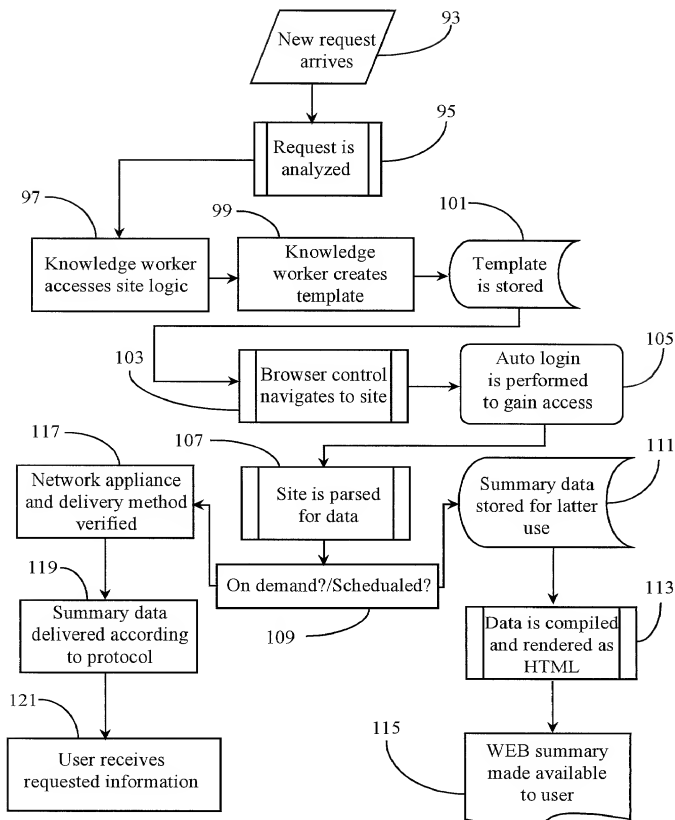 93
New request
arrives
95
Request is
analyzed
97
99
101
Knowledge worker
accesses site logic
Knowledge
worker creates
template
Template
is stored
103
Browser control
navigates to site
Auto login
is performed
to gain access
105
117
107
111
Network appliance
and delivery method
verified
Site is parsed
for data
Summary data
stored for latter
use
119
On demand?/Schedualed?
109
Summary data
delivered according
to protocol
113
Data is compiled
and rendered as
HTML
121
User receives
requested information
115
WEB summary
made available
to user